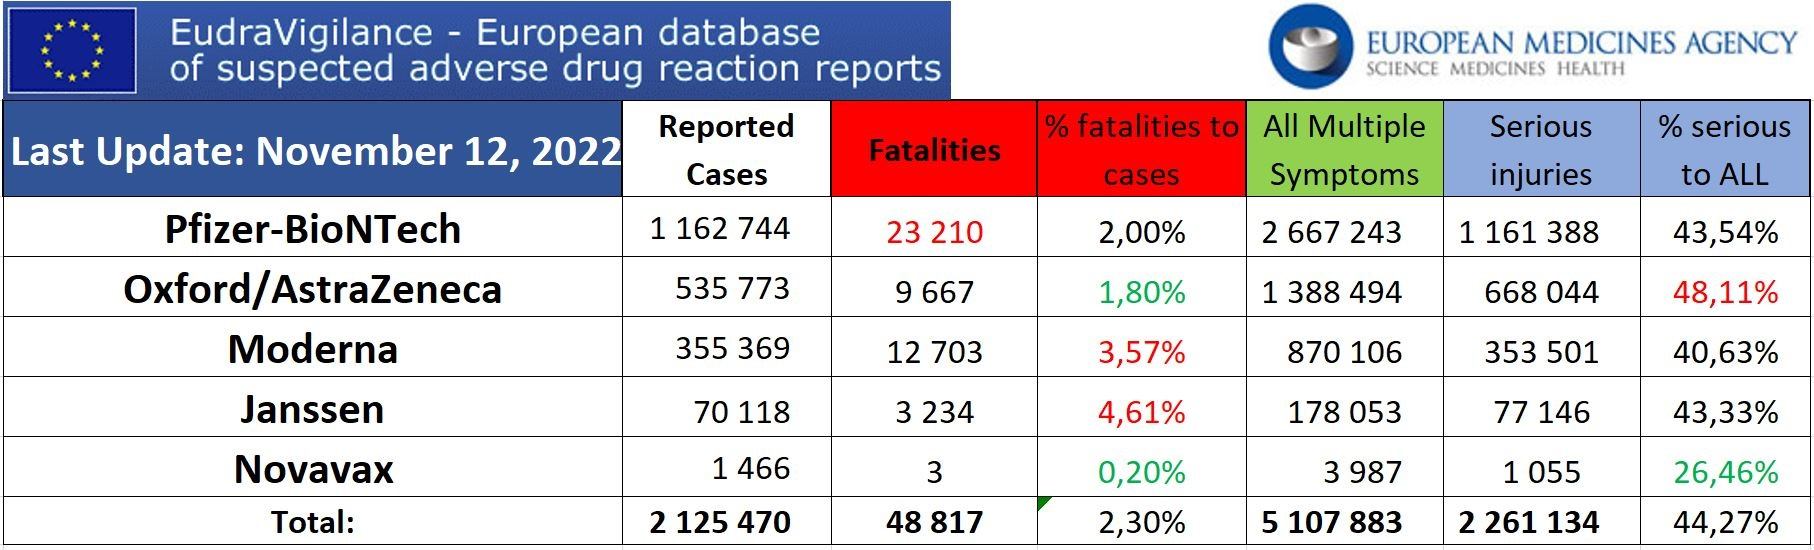 EudraVigilance - European database
of suspected adverse drug reaction reports
EUROPEAN MEDICINES AGENCY
SCIENCE MEDICINES HEALTH
Last Update: November 12, 2022
Reported Cases
Fatalities
% fatalities to cases
All Multiple Symptoms
Serious injuries
% serious to ALL
Pfizer-BioNTech 1 162 744 23 210 2,00% 2 667 243 1 161 388 43,54%
Oxford/AstraZeneca 535 773 9 667 1,80% 1 388 494 668 044 48,11%
Moderna 355 369 12 703 3,57% 870 106 353 501 40,63%
Janssen 70 118 3 234 4,61% 178 053 77 146 43,33%
Novavax 1 466 3 0,20% 3 987 1 055 26,46%
Total: 2 125 470 48 817 2,30% 5 107 883 2 261 134 44,27%